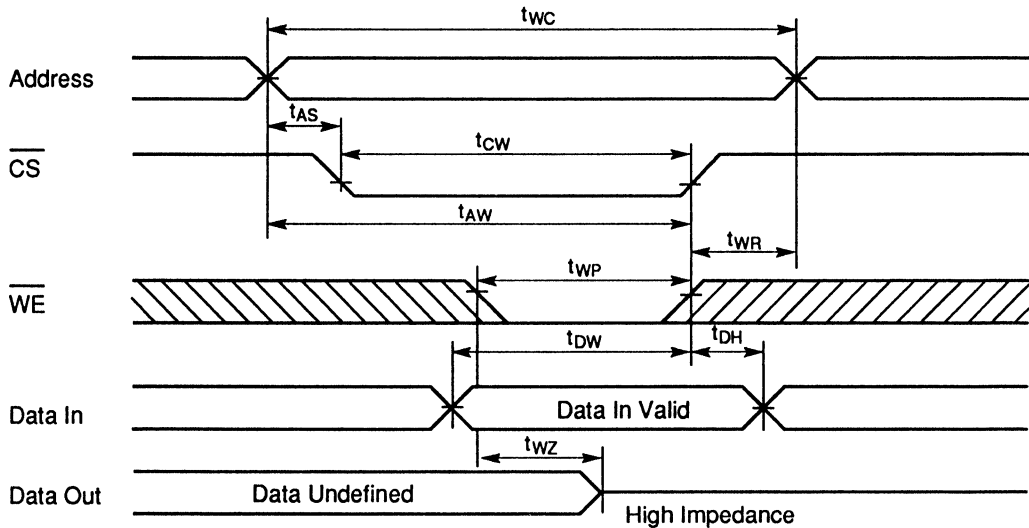 tWC
Address
tAS
tCW
CS
tAW
tWR
tWP
WE
tDW
tDH
Data In
Data In Valid
tWZ
Data Out
Data Undefined
High Impedance